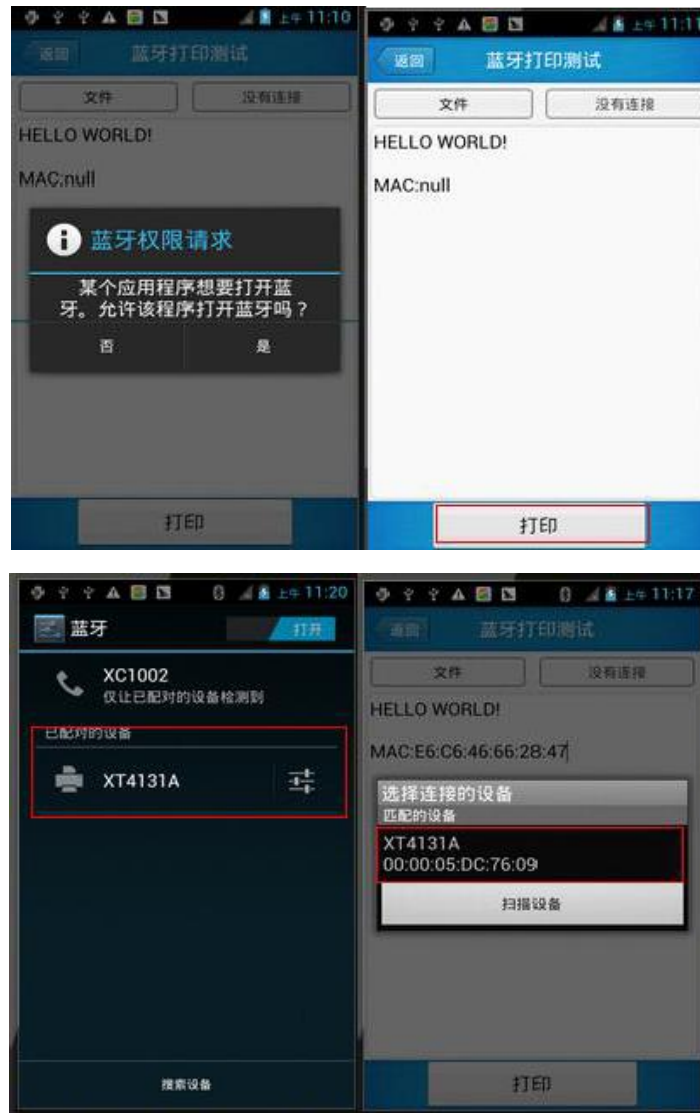 上午 11:10
返回
蓝牙打印测试
文件
没有连接
HELLO WORLD!
MAC:null
蓝牙权限请求
某个应用程序想要打开蓝
牙。允许该程序打开蓝牙吗？
否
是
打印
上午 11:11
返回
蓝牙打印测试
文件
没有连接
HELLO WORLD!
MAC:null
打印
上午 11:20
蓝牙
打开
XC1002
仅让已配对的设备检测到
已配对的设备
XT4131A
搜索设备
上午 11:17
返回
蓝牙打印测试
文件
没有连接
HELLO WORLD!
MAC:E6:C6:46:66:28:47
选择连接的设备
匹配的设备
XT4131A
00:00:05:DC:76:09
扫描设备
打印